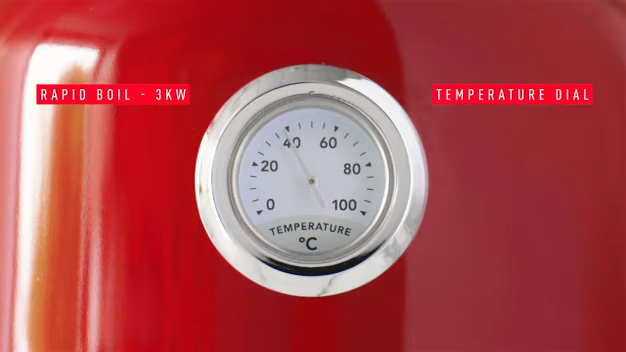 RAPID BOIL - 3KW
TEMPERATURE DIAL
40 60
20 80
0 100
TEMPERATURE
°C